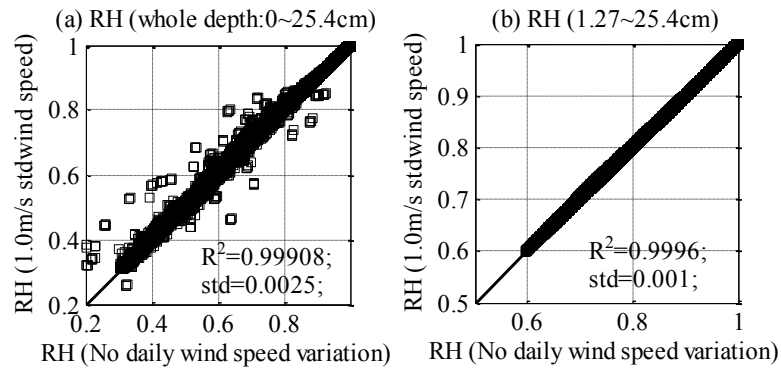 (a) RH (whole depth:0~25.4cm)
RH (1.0m/s stdwind speed)
1
0.8
0.6
0.4
0.2
R²=0.99908;
std=0.0025;
0.2 0.4 0.6 0.8
RH (No daily wind speed variation)
(b) RH (1.27~25.4cm)
RH (1.0m/s stdwind speed)
1
0.9
0.8
0.7
0.6
0.5
R²=0.9996;
std=0.001;
0.6 0.8 1
RH (No daily wind speed variation)